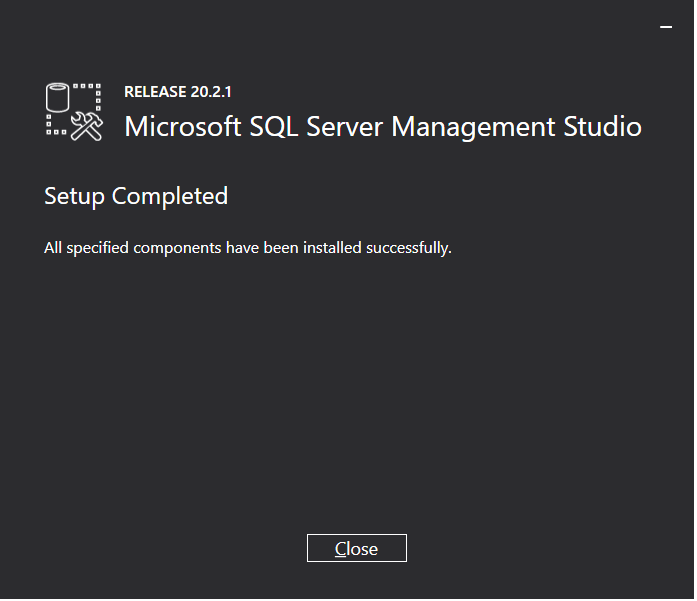 RELEASE 20.2.1
Microsoft SQL Server Management Studio
Setup Completed
All specified components have been installed successfully.
Close